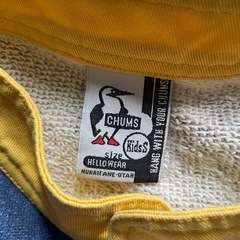 CHUMS
Kids S
size
HELLO WEAR
HURRICANE-UTAH
HANG WITH YOUR CHUMS